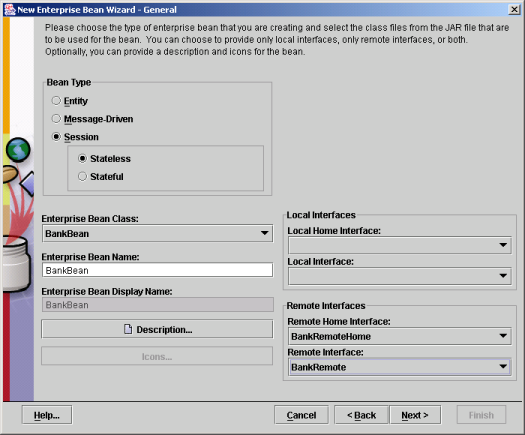 New Enterprise Bean Wizard - General
Please choose the type of enterprise bean that you are creating and select the class files from the JAR file that are
to be used for the bean. You can choose to provide only local interfaces, only remote interfaces, or both.
Optionally, you can provide a description and icons for the bean.
Bean Type
Entity
Message-Driven
Session
Stateless
Stateful
Enterprise Bean Class:
BankBean
Enterprise Bean Name:
BankBean
Enterprise Bean Display Name:
BankBean
Description...
Icons...
Local Interfaces
Local Home Interface:
Local Interface:
Remote Interfaces
Remote Home Interface:
BankRemoteHome
Remote Interface:
BankRemote
Help...
Cancel
< Back
Next >
Finish